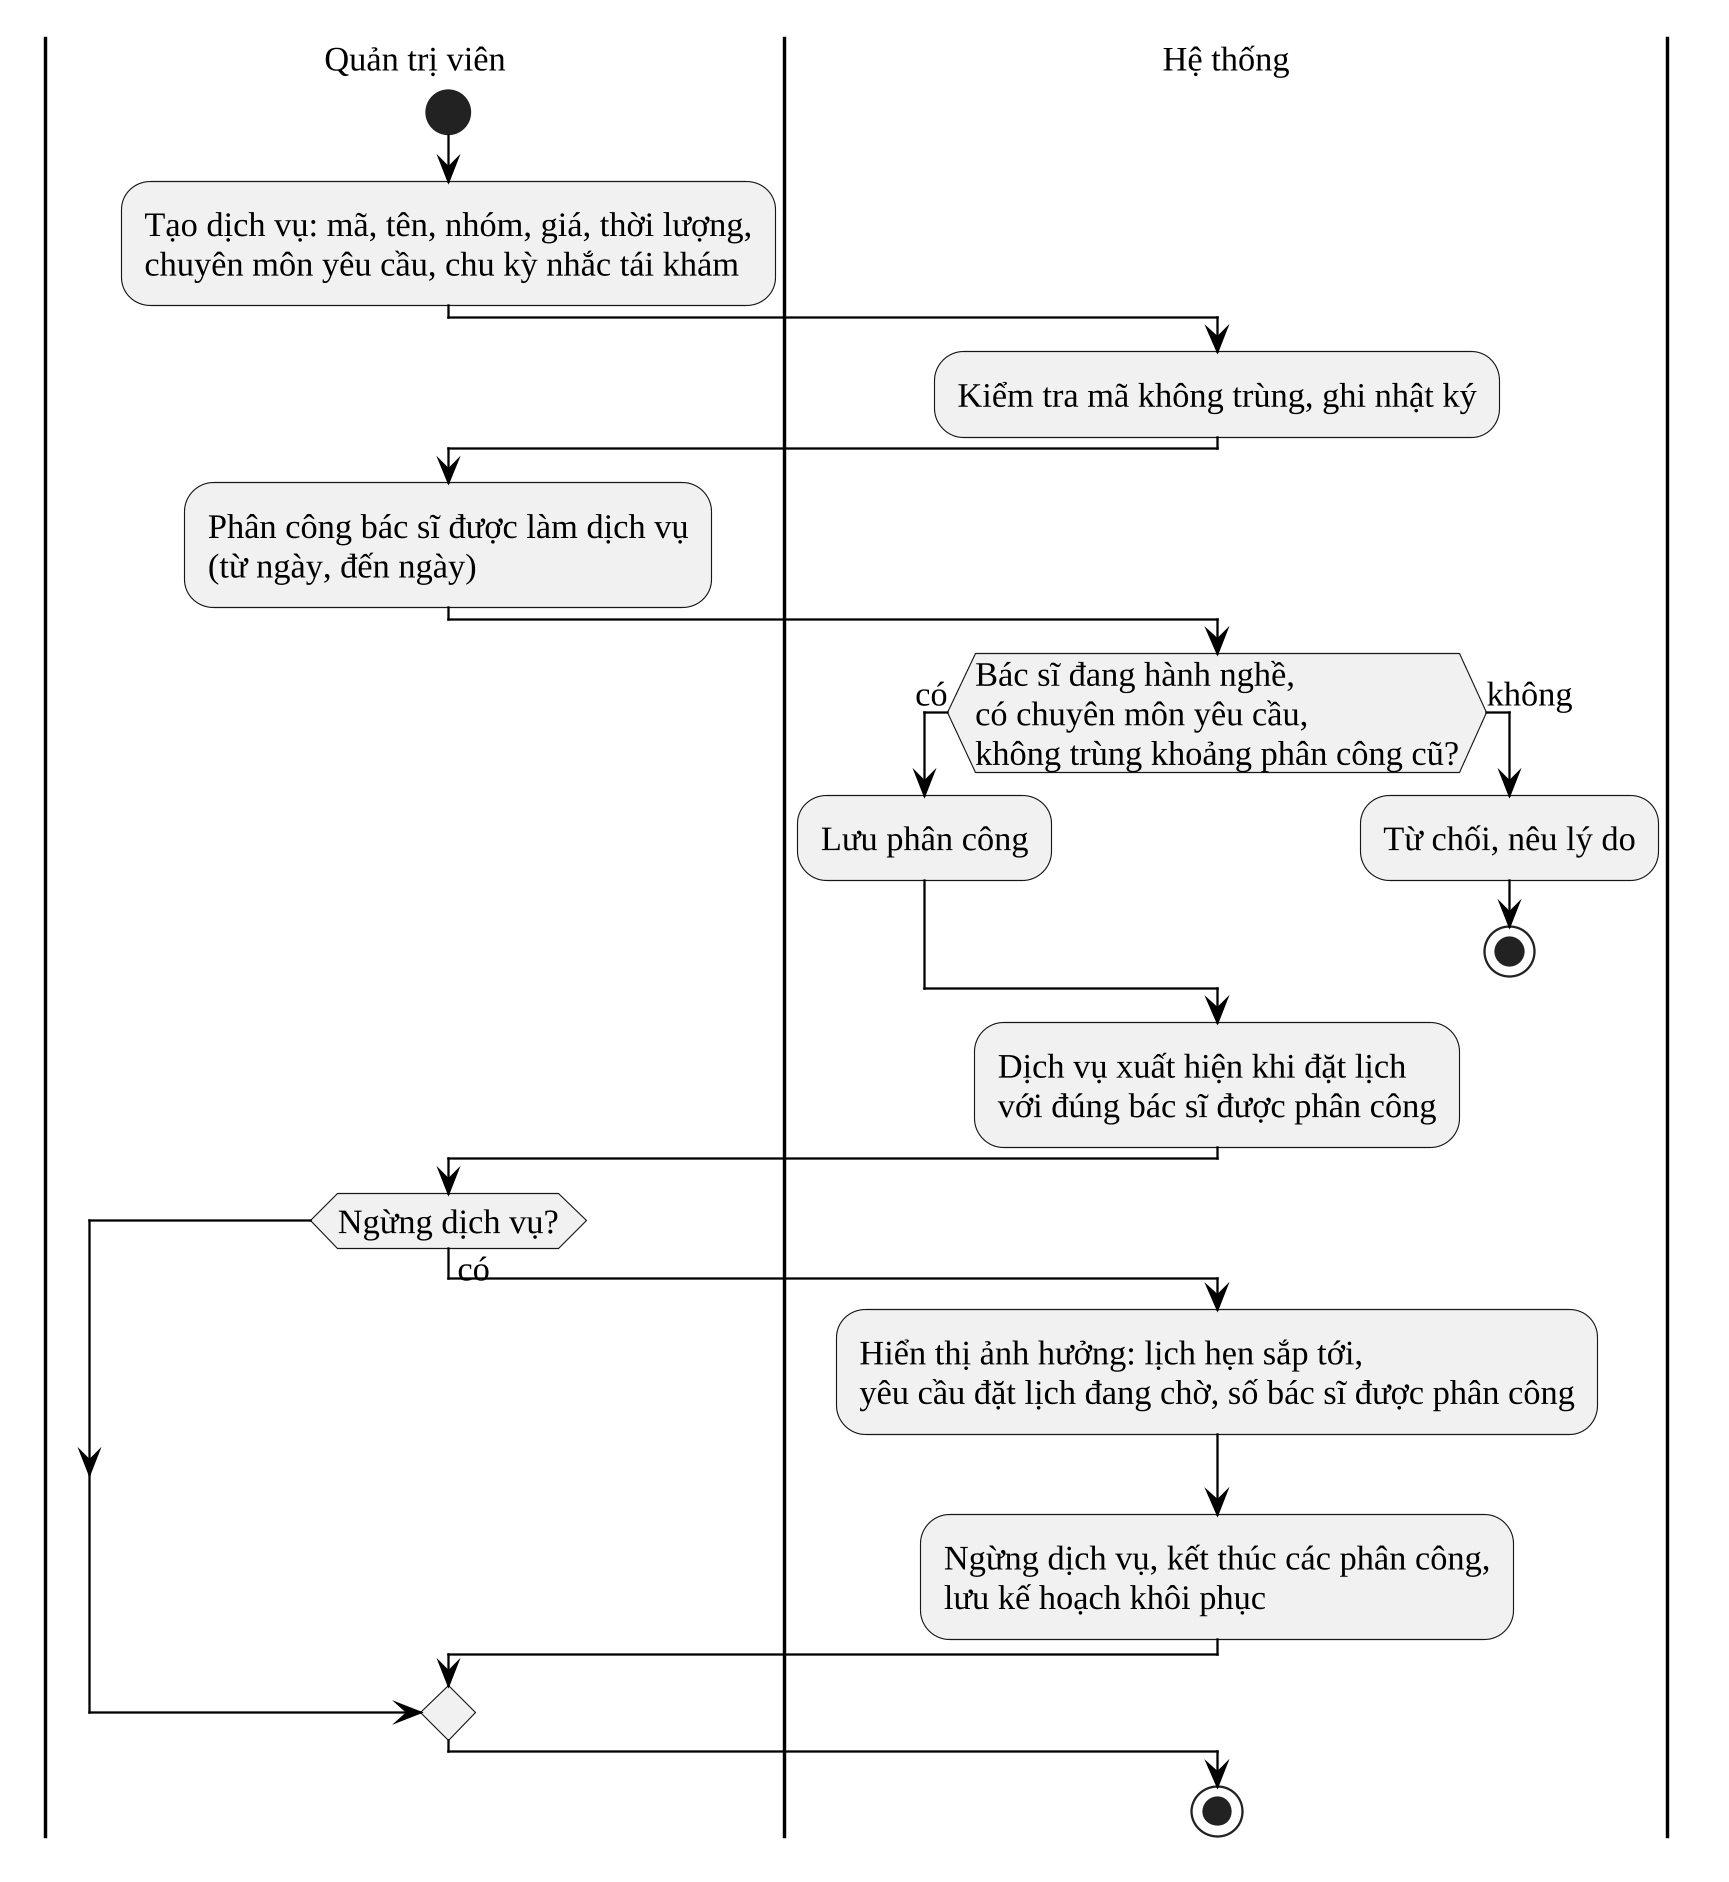 Quản trị viên
Hệ thống
Tạo dịch vụ: mã, tên, nhóm, giá, thời lượng,
chuyên môn yêu cầu, chu kỳ nhắc tái khám
Kiểm tra mã không trùng, ghi nhật ký
Phân công bác sĩ được làm dịch vụ
(từ ngày, đến ngày)
Bác sĩ đang hành nghề,
có chuyên môn yêu cầu,
không trùng khoảng phân công cũ?
có
không
Lưu phân công
Từ chối, nêu lý do
Dịch vụ xuất hiện khi đặt lịch
với đúng bác sĩ được phân công
Ngừng dịch vụ?
có
Hiển thị ảnh hưởng: lịch hẹn sắp tới,
yêu cầu đặt lịch đang chờ, số bác sĩ được phân công
Ngừng dịch vụ, kết thúc các phân công,
lưu kế hoạch khôi phục